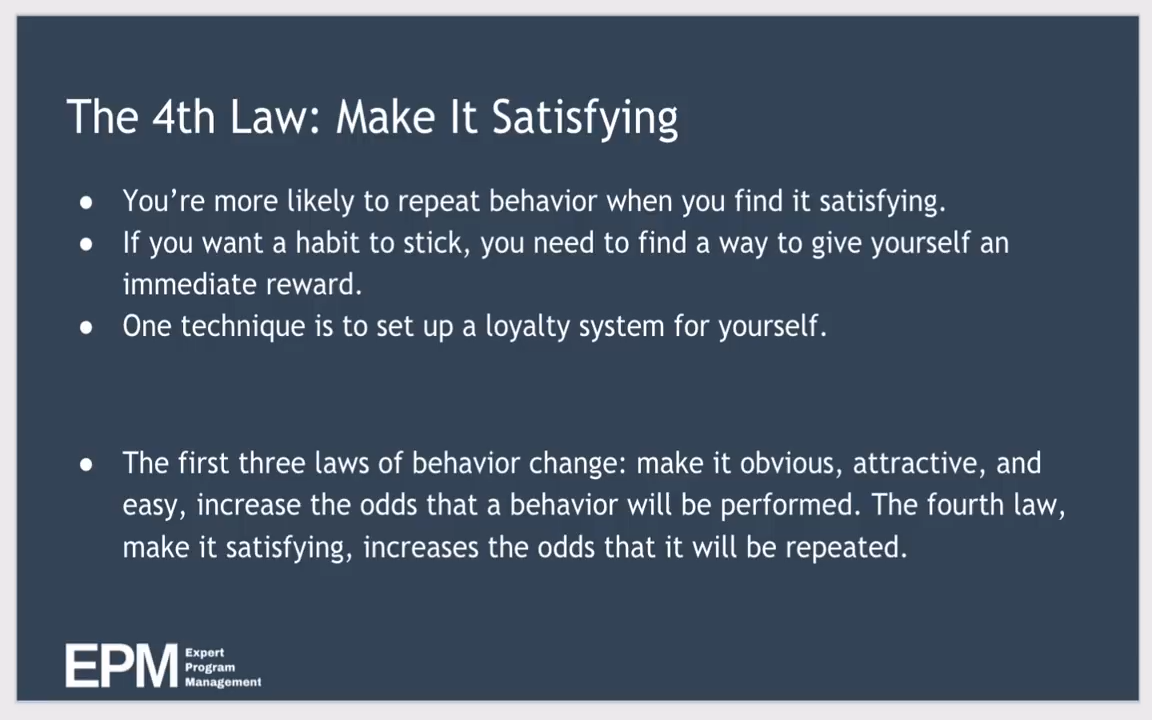 The 4th Law: Make It Satisfying
● You’re more likely to repeat behavior when you find it satisfying.
● If you want a habit to stick, you need to find a way to give yourself an
immediate reward.
● One technique is to set up a loyalty system for yourself.
● The first three laws of behavior change: make it obvious, attractive, and
easy, increase the odds that a behavior will be performed. The fourth law,
make it satisfying, increases the odds that it will be repeated.
EPM
Expert
Program
Management